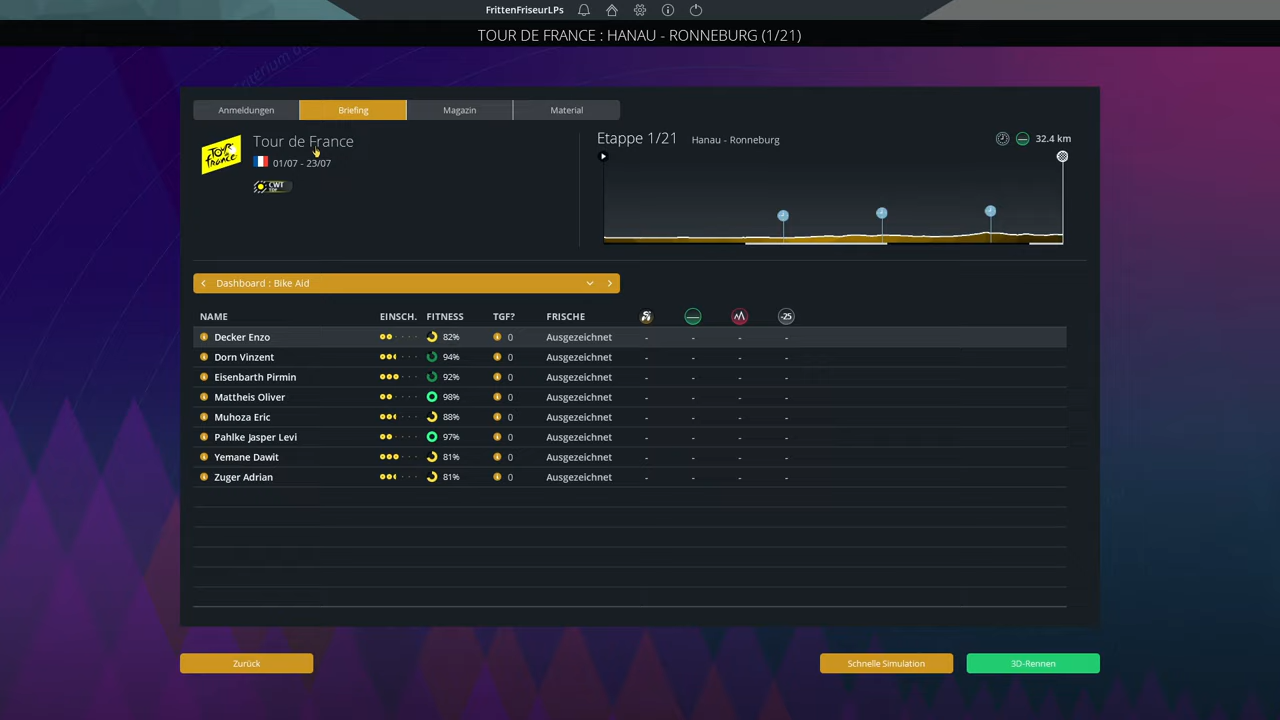 FrittenFriseurLPs
TOUR DE FRANCE : HANAU - RONNEBURG (1/21)
Anmeldungen
Briefing
Magazin
Material
Tour de France
01/07 - 23/07
CWT
TOP
Etappe 1/21
Hanau - Ronneburg
32.4 km
Dashboard : Bike Aid
NAME EINSCH. FITNESS TGF? FRISCHE -25
Decker Enzo 82% 0 Ausgezeichnet - - - -
Dorn Vinzent 94% 0 Ausgezeichnet - - - -
Eisenbarth Pirmin 92% 0 Ausgezeichnet - - - -
Mattheis Oliver 98% 0 Ausgezeichnet - - - -
Muhoza Eric 88% 0 Ausgezeichnet - - - -
Pahlke Jasper Levi 97% 0 Ausgezeichnet - - - -
Yemane Dawit 81% 0 Ausgezeichnet - - - -
Zuger Adrian 81% 0 Ausgezeichnet - - - -
Zurück
Schnelle Simulation
3D-Rennen